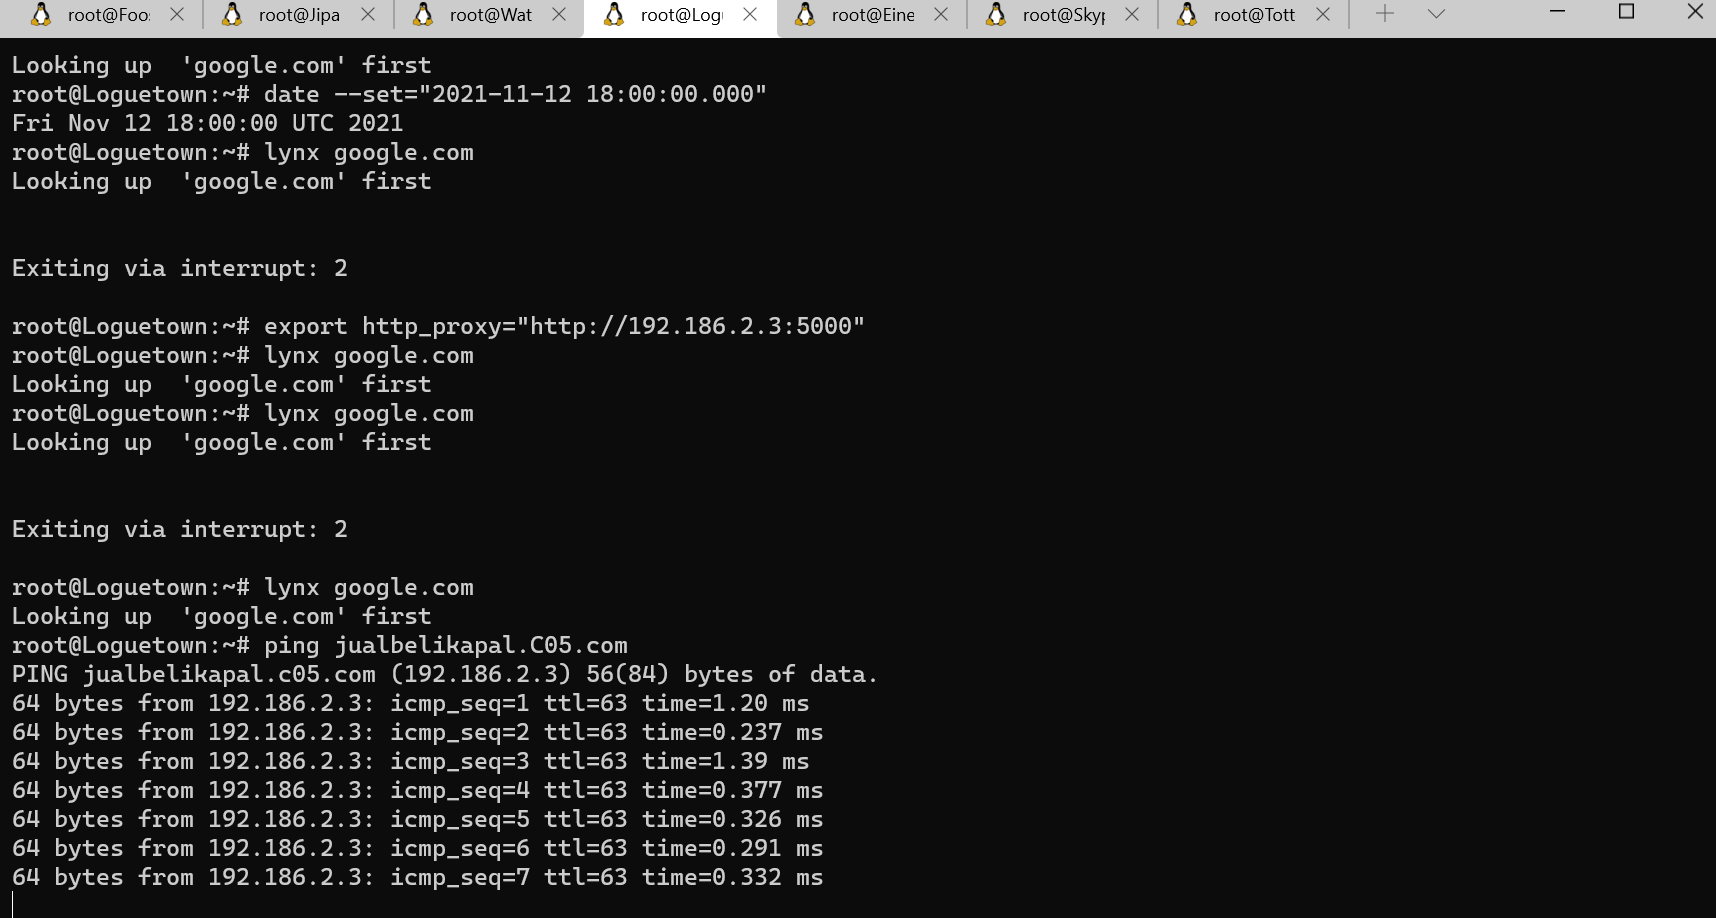 root@Foo: root@Jipa root@Wat root@Logu root@Eine root@Skyp root@Tott
Looking up  'google.com' first
root@Loguetown:~# date --set="2021-11-12 18:00:00.000"
Fri Nov 12 18:00:00 UTC 2021
root@Loguetown:~# lynx google.com
Looking up  'google.com' first
Exiting via interrupt: 2
root@Loguetown:~# export http_proxy="http://192.186.2.3:5000"
root@Loguetown:~# lynx google.com
Looking up  'google.com' first
root@Loguetown:~# lynx google.com
Looking up  'google.com' first
Exiting via interrupt: 2
root@Loguetown:~# lynx google.com
Looking up  'google.com' first
root@Loguetown:~# ping jualbelikapal.C05.com
PING jualbelikapal.c05.com (192.186.2.3) 56(84) bytes of data.
64 bytes from 192.186.2.3: icmp_seq=1 ttl=63 time=1.20 ms
64 bytes from 192.186.2.3: icmp_seq=2 ttl=63 time=0.237 ms
64 bytes from 192.186.2.3: icmp_seq=3 ttl=63 time=1.39 ms
64 bytes from 192.186.2.3: icmp_seq=4 ttl=63 time=0.377 ms
64 bytes from 192.186.2.3: icmp_seq=5 ttl=63 time=0.326 ms
64 bytes from 192.186.2.3: icmp_seq=6 ttl=63 time=0.291 ms
64 bytes from 192.186.2.3: icmp_seq=7 ttl=63 time=0.332 ms